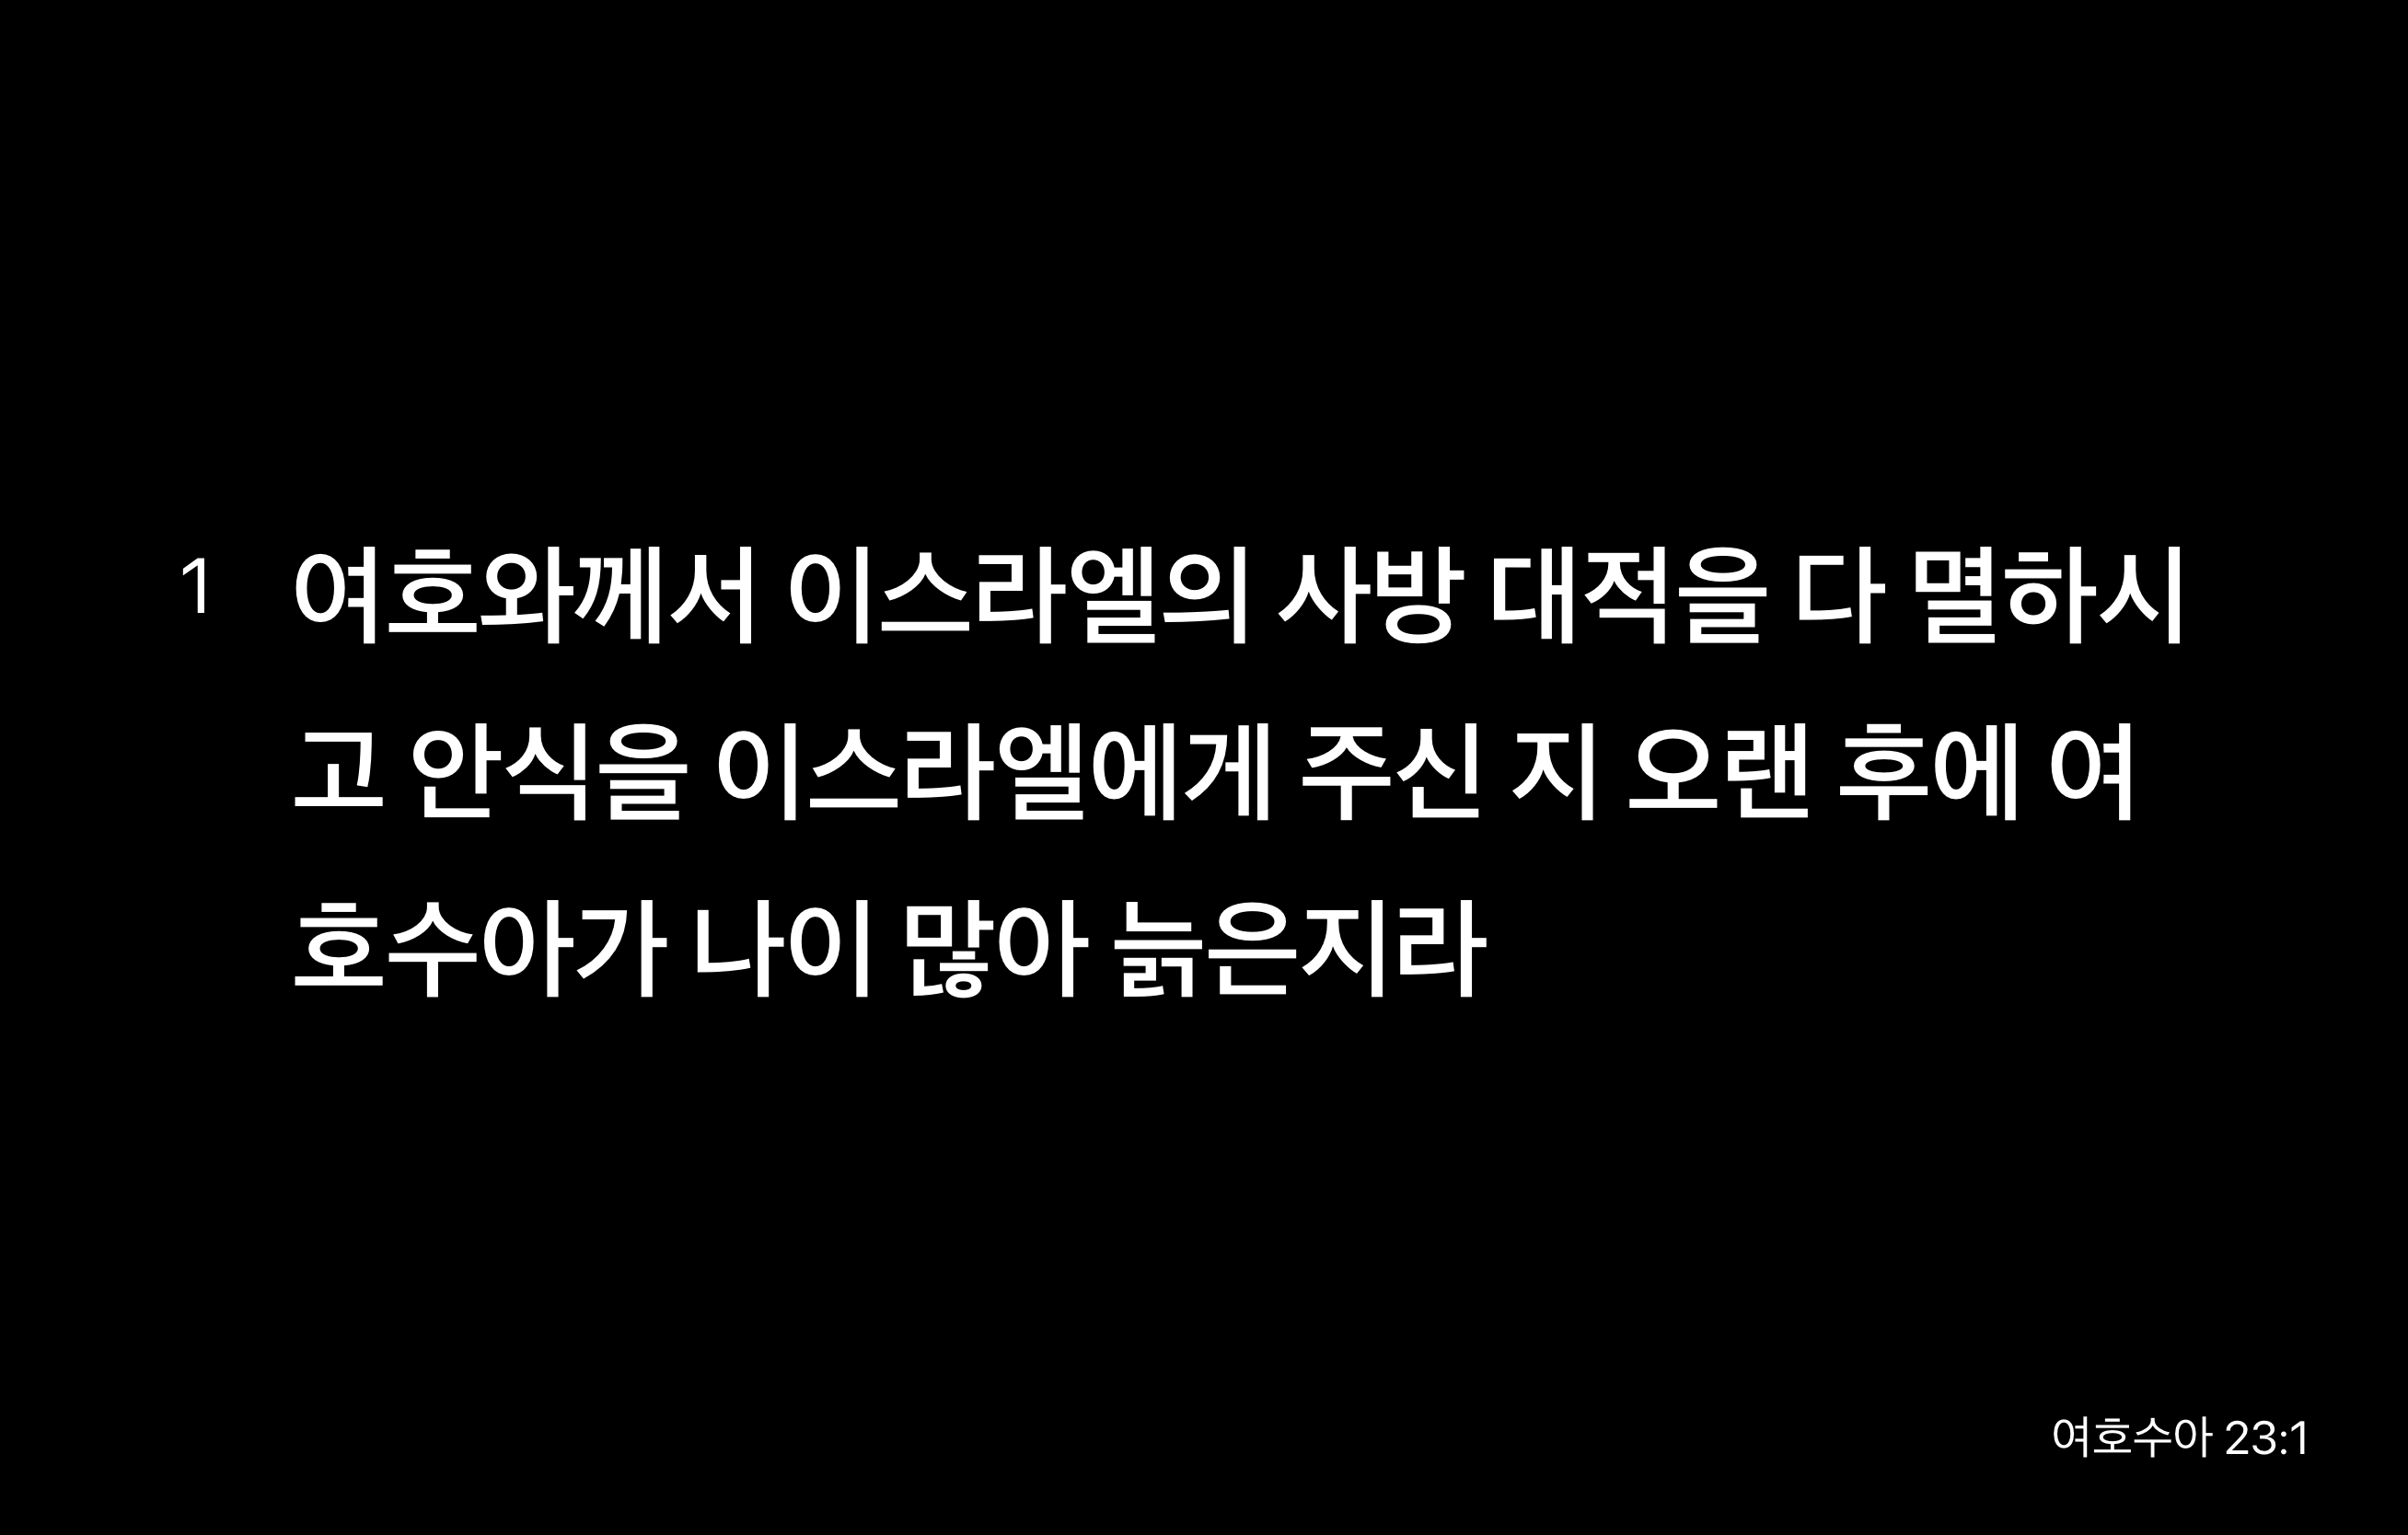 1 여호와께서 이스라엘의 사방 대적을 다 멸하시
고 안식을 이스라엘에게 주신 지 오랜 후에 여
호수아가 나이 많아 늙은지라
여호수아 23:1